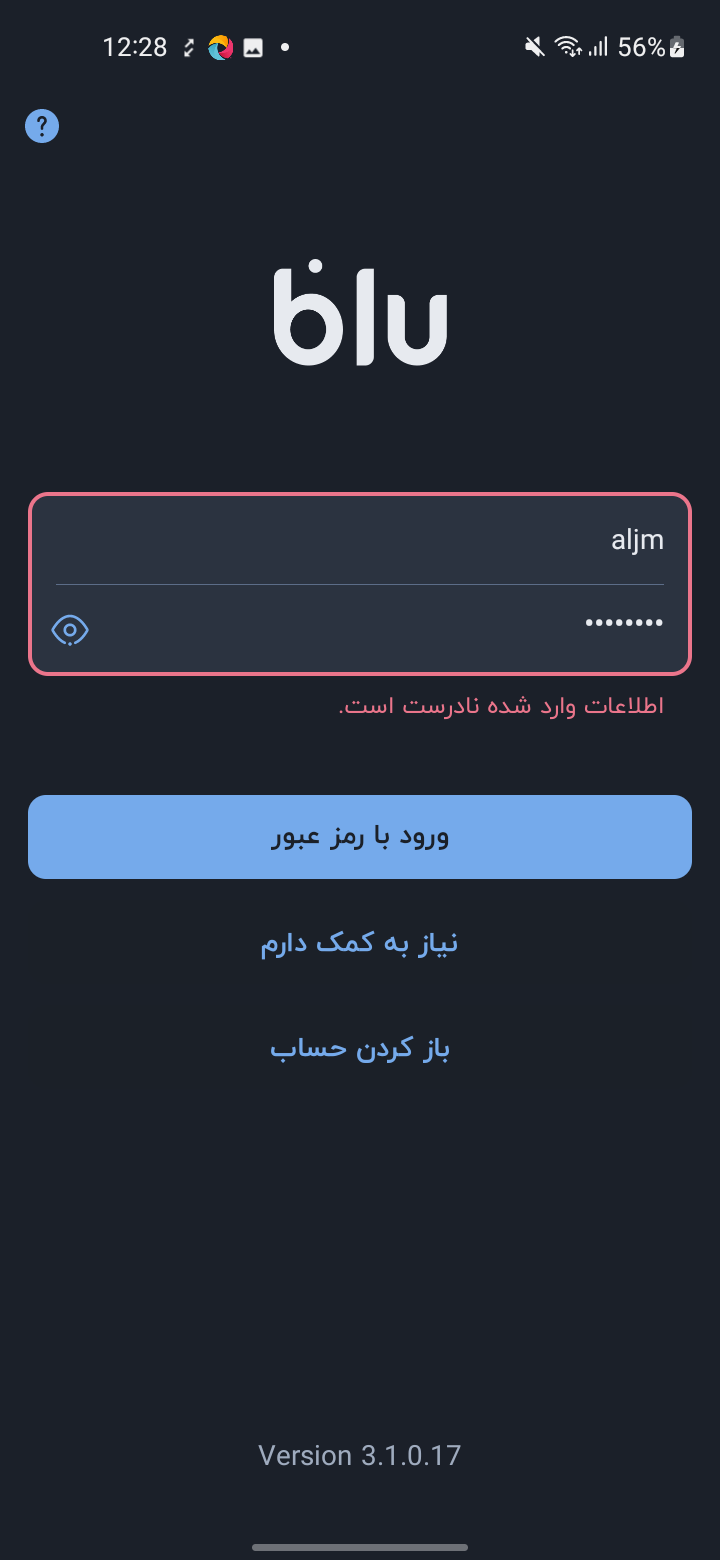 12:28
56%
?
blu
aljm
••••••••
اطلاعات وارد شده نادرست است.
ورود با رمز عبور
نیاز به کمک دارم
باز کردن حساب
Version 3.1.0.17